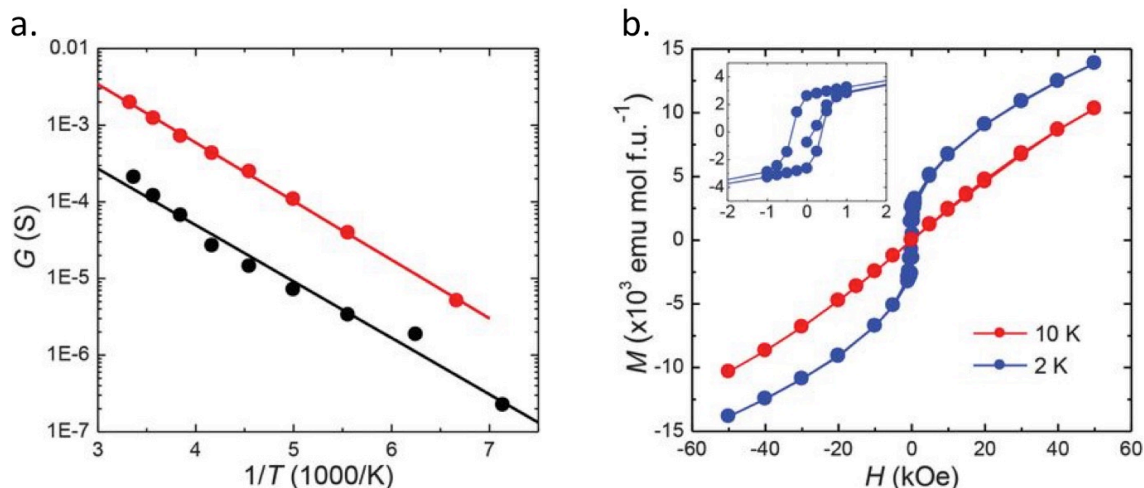 a.
0.01
1E-3
1E-4
1E-5
1E-6
1E-7
G (S)
3 4 5 6 7
1/T (1000/K)
b.
15
10
5
0
-5
-10
-15
M (x10³ emu mol f.u.⁻¹)
4
2
0
-2
-4
-2 -1 0 1 2
10 K
2 K
-60 -40 -20 0 20 40 60
H (kOe)